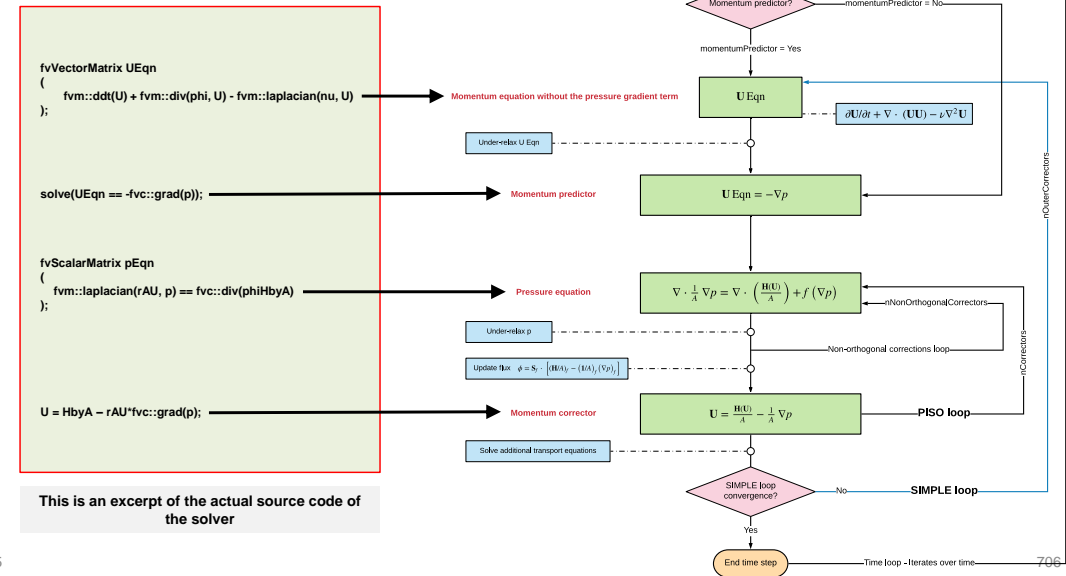 Momentum predictor?
momentumPredictor = No
momentumPredictor = Yes
fvVectorMatrix UEqn
(
fvm::ddt(U) + fvm::div(phi, U) - fvm::laplacian(nu, U)
);
Momentum equation without the pressure gradient term
U Eqn
∂U/∂t + ∇ · (UU) − ν∇²U
Under-relax U Eqn
nOuterCorrectors
solve(UEqn == -fvc::grad(p));
Momentum predictor
U Eqn = −∇p
fvScalarMatrix pEqn
(
fvm::laplacian(rAU, p) == fvc::div(phiHbyA)
);
Pressure equation
∇ · 1/A ∇p = ∇ · (H(U)/A) + f (∇p)
nNonOrthogonalCorrectors
Under-relax p
Non-orthogonal corrections loop
nCorrectors
Update flux ϕ = S_f · [(H/A)_f − (1/A)_f (∇p)_f]
U = HbyA – rAU*fvc::grad(p);
Momentum corrector
U = H(U)/A − 1/A ∇p
PISO loop
Solve additional transport equations
SIMPLE loop
convergence?
No
SIMPLE loop
This is an excerpt of the actual source code of
the solver
Yes
End time step
Time loop - Iterates over time
706